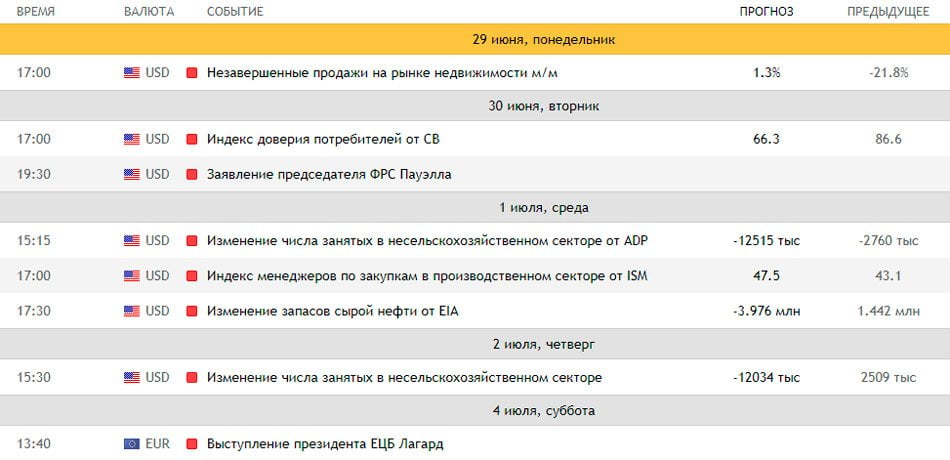 ВРЕМЯ ВАЛЮТА СОБЫТИЕ ПРОГНОЗ ПРЕДЫДУЩЕЕ
29 июня, понедельник
17:00 USD Незавершенные продажи на рынке недвижимости м/м 1.3% -21.8%
30 июня, вторник
17:00 USD Индекс доверия потребителей от CB 66.3 86.6
19:30 USD Заявление председателя ФРС Пауэлла
1 июля, среда
15:15 USD Изменение числа занятых в несельскохозяйственном секторе от ADP -12515 тыс -2760 тыс
17:00 USD Индекс менеджеров по закупкам в производственном секторе от ISM 47.5 43.1
17:30 USD Изменение запасов сырой нефти от EIA -3.976 млн 1.442 млн
2 июля, четверг
15:30 USD Изменение числа занятых в несельскохозяйственном секторе -12034 тыс 2509 тыс
4 июля, суббота
13:40 EUR Выступление президента ЕЦБ Лагард